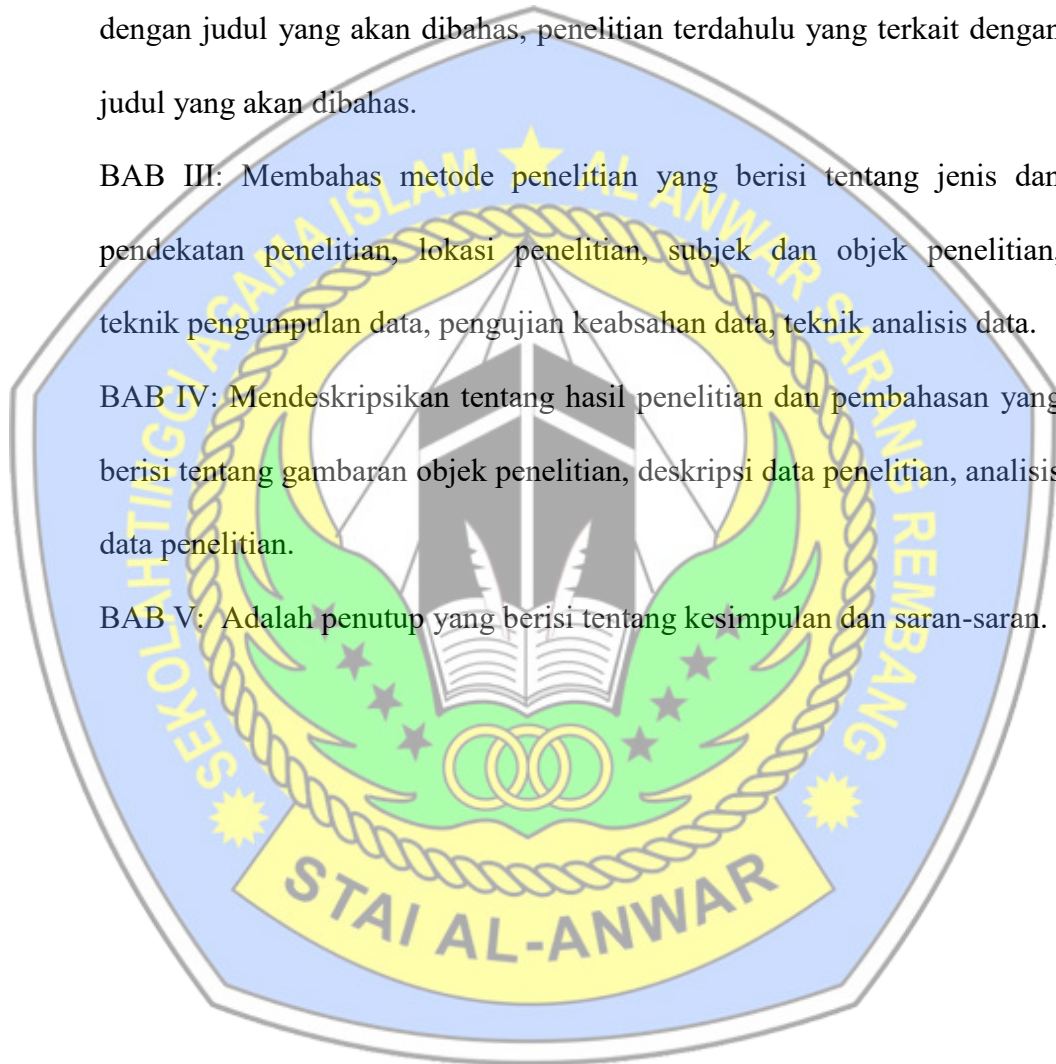 dengan judul yang akan dibahas, penelitian terdahulu yang terkait dengan
judul yang akan dibahas.
BAB III: Membahas metode penelitian yang berisi tentang jenis dan
pendekatan penelitian, lokasi penelitian, subjek dan objek penelitian,
teknik pengumpulan data, pengujian keabsahan data, teknik analisis data.
BAB IV: Mendeskripsikan tentang hasil penelitian dan pembahasan yang
berisi tentang gambaran objek penelitian, deskripsi data penelitian, analisis
data penelitian.
BAB V: Adalah penutup yang berisi tentang kesimpulan dan saran-saran.
SEKOLAH TINGGI AGAMA ISLAM AL ANWAR SARANG REMBANG
STAI AL-ANWAR